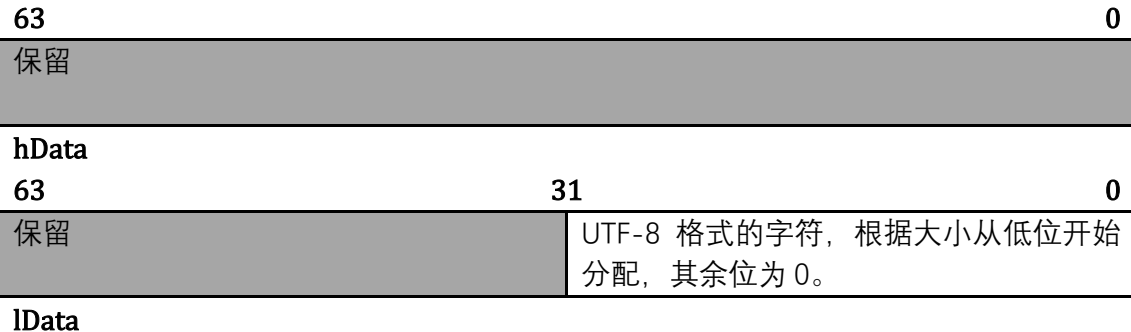 63 0
保留
hData
63 31 0
保留 UTF-8 格式的字符，根据大小从低位开始
分配，其余位为 0。
lData